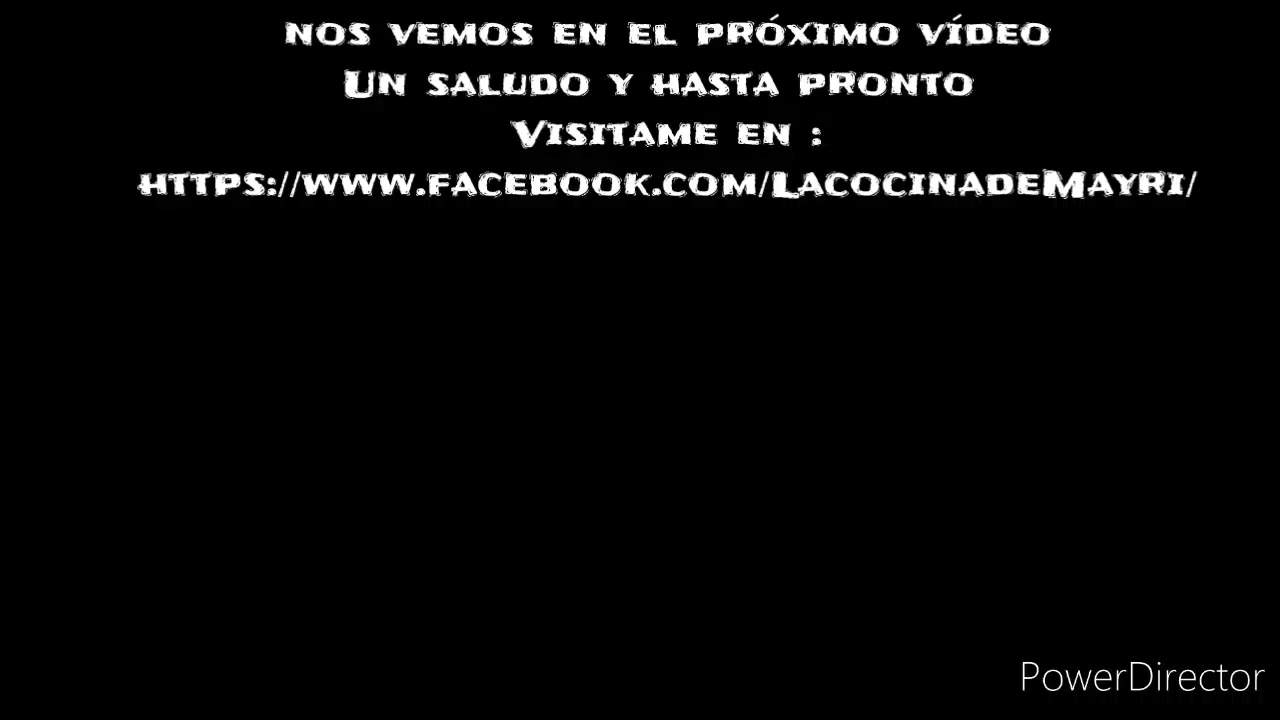 nos vemos en el próximo vídeo
Un saludo y hasta pronto
Visitame en :
https://www.facebook.com/LacocinadeMayri/
PowerDirector